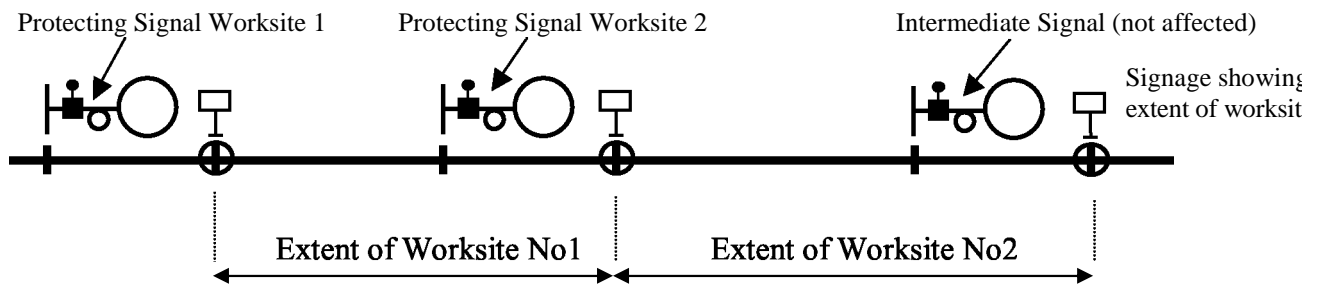 Protecting Signal Worksite 1
Protecting Signal Worksite 2
Intermediate Signal (not affected)
Signage showing
extent of worksit
Extent of Worksite No1
Extent of Worksite No2